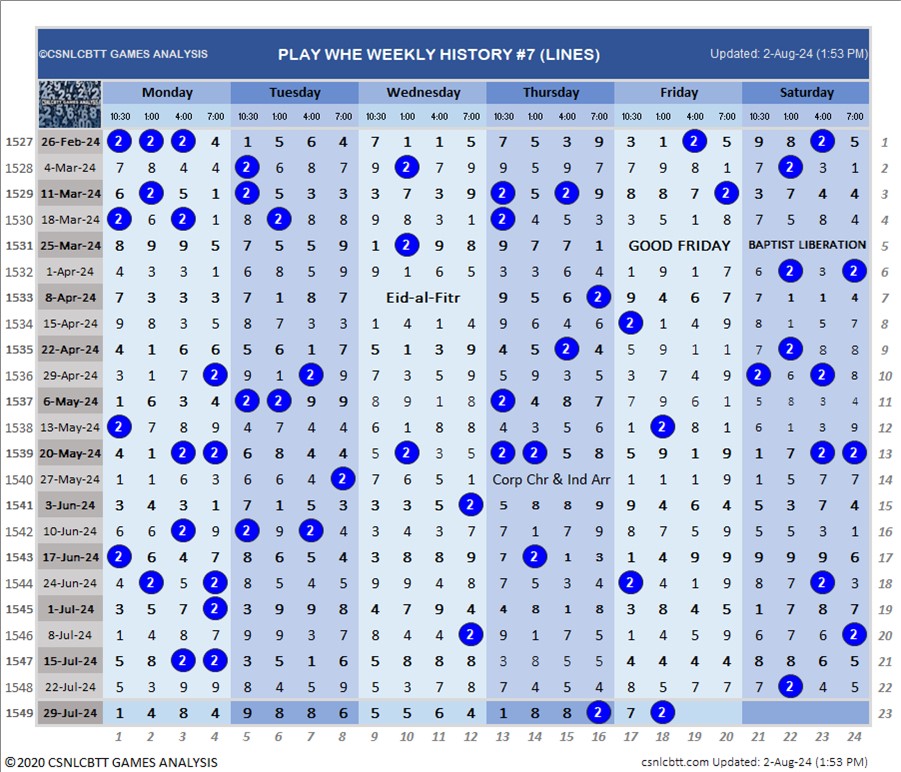 ©CSNLCBTT GAMES ANALYSIS PLAY WHE WEEKLY HISTORY #7 (LINES) Updated: 2-Aug-24 (1:53 PM)
Monday Tuesday Wednesday Thursday Friday Saturday
10:30 1:00 4:00 7:00 10:30 1:00 4:00 7:00 10:30 1:00 4:00 7:00 10:30 1:00 4:00 7:00 10:30 1:00 4:00 7:00 10:30 1:00 4:00 7:00
1527 26-Feb-24 2 2 2 4 1 5 6 4 7 1 1 5 7 5 3 9 3 1 2 5 9 8 2 5 1
1528 4-Mar-24 7 8 4 4 2 6 8 7 9 2 7 2 9 5 9 7 7 9 8 1 7 2 3 1 2
1529 11-Mar-24 6 2 5 1 2 5 3 3 3 7 3 9 2 5 2 9 8 8 1 2 3 7 4 4 3
1530 18-Mar-24 2 6 2 1 6 2 8 8 9 8 3 1 2 4 5 3 3 5 1 8 7 5 8 4 4
1531 25-Mar-24 8 9 9 5 7 5 5 9 1 2 9 8 9 7 7 1 GOOD FRIDAY BAPTIST LIBERATION 5
1532 1-Apr-24 4 3 3 1 6 8 5 9 9 1 6 5 3 3 6 4 1 9 1 7 6 2 3 2 6
1533 8-Apr-24 7 3 3 3 7 1 8 7 Eid-al-Fitr 9 5 6 2 9 4 6 7 7 1 1 4 7
1534 15-Apr-24 9 8 3 5 8 7 3 3 1 4 1 4 9 6 4 6 2 1 4 9 8 1 5 7 8
1535 22-Apr-24 4 1 6 6 5 6 1 7 5 1 3 9 4 5 2 4 5 9 1 1 7 2 8 8 9
1536 29-Apr-24 3 1 7 2 9 1 2 9 7 3 5 9 5 9 3 5 3 7 4 9 2 6 2 8 10
1537 6-May-24 1 6 3 4 2 2 9 9 8 9 1 8 2 4 8 7 7 9 6 1 5 8 3 4 11
1538 13-May-24 2 7 8 9 4 7 4 4 6 1 8 8 4 3 5 6 1 2 8 1 6 1 3 9 12
1539 20-May-24 4 1 2 2 6 8 4 4 5 2 3 5 2 2 5 8 5 9 1 9 1 7 2 2 13
1540 27-May-24 1 1 6 3 6 6 4 2 7 6 5 1 Corp Chr & Ind Arr 1 1 1 9 1 5 7 7 14
1541 3-Jun-24 3 4 3 1 7 1 5 3 3 3 5 2 5 8 8 9 9 4 6 4 5 3 7 4 15
1542 10-Jun-24 6 6 2 9 2 9 2 4 3 4 3 7 7 1 7 9 8 7 5 9 5 5 3 1 16
1543 17-Jun-24 2 6 4 7 8 6 5 4 3 8 8 9 7 2 1 3 1 4 9 9 9 9 9 6 17
1544 24-Jun-24 4 2 5 2 8 5 4 5 9 9 4 8 7 5 3 4 2 4 1 9 8 7 2 3 18
1545 1-Jul-24 3 5 7 2 3 9 9 8 4 7 9 4 4 8 1 8 3 8 4 5 1 7 8 7 19
1546 8-Jul-24 1 4 8 7 9 9 3 7 8 4 4 2 9 1 7 5 1 4 5 9 6 7 6 2 20
1547 15-Jul-24 5 8 2 2 3 5 1 6 5 8 8 8 3 8 5 5 4 4 4 4 8 8 6 5 21
1548 22-Jul-24 5 3 9 9 8 4 5 9 5 3 7 8 7 4 5 4 8 5 7 7 7 2 4 5 22
1549 29-Jul-24 1 4 8 4 9 8 8 6 5 5 6 4 1 8 8 2 7 2 23
1 2 3 4 5 6 7 8 9 10 11 12 13 14 15 16 17 18 19 20 21 22 23 24
©2020 CSNLCBTT GAMES ANALYSIS csnlcbtt.com Updated: 2-Aug-24 (1:53 PM)